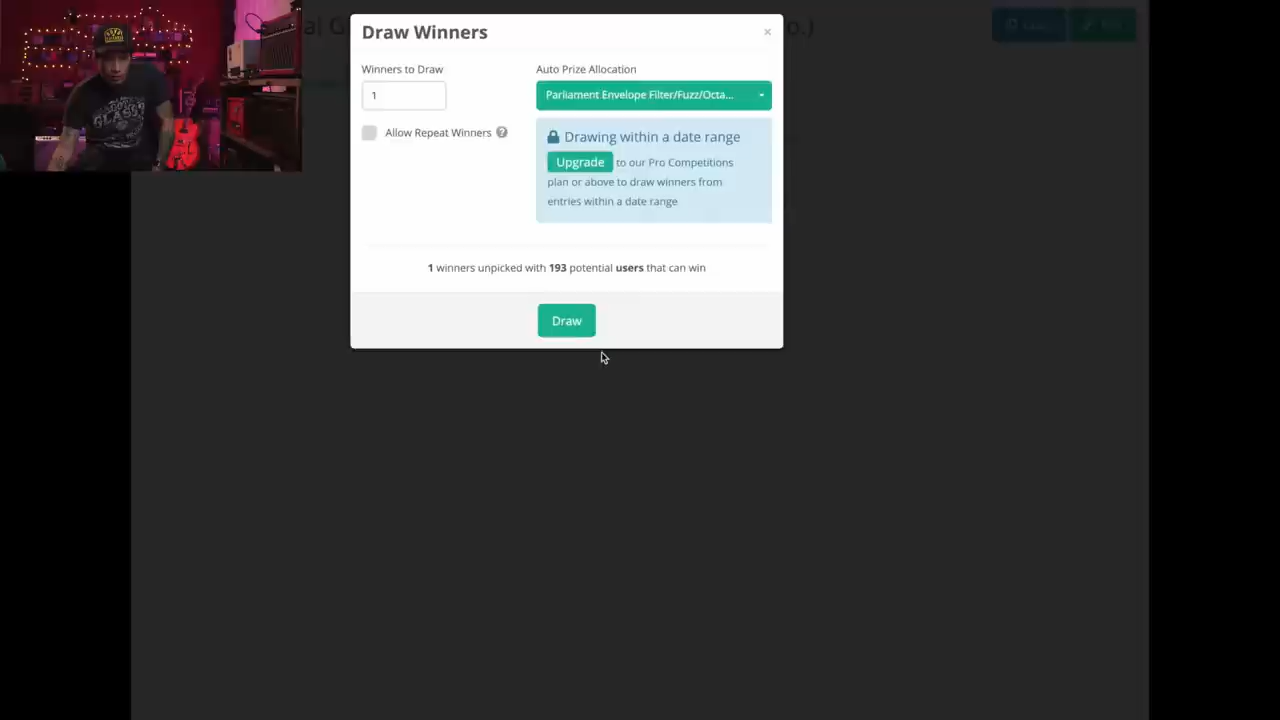 Draw Winners
×
Winners to Draw
1
Allow Repeat Winners ?
Auto Prize Allocation
Parliament Envelope Filter/Fuzz/Octa...
Drawing within a date range
Upgrade to our Pro Competitions
plan or above to draw winners from
entries within a date range
1 winners unpicked with 193 potential users that can win
Draw